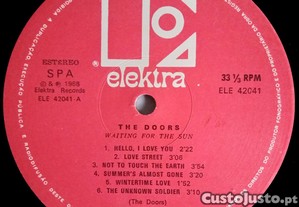 elektra
ESTEREO
SPA
℗ & © 1968
Elektra Records
ELE 42041-A
33 ⅓ RPM
ELE 42041
THE DOORS
WAITING FOR THE SUN
1. HELLO, I LOVE YOU 2'22
2. LOVE STREET 3'06
3. NOT TO TOUCH THE EARTH 3'54
4. SUMMER'S ALMOST GONE 3'20
5. WINTERTIME LOVE 1'52
6. THE UNKNOWN SOLDIER 3'10
(The Doors)
CustoJusto.pt